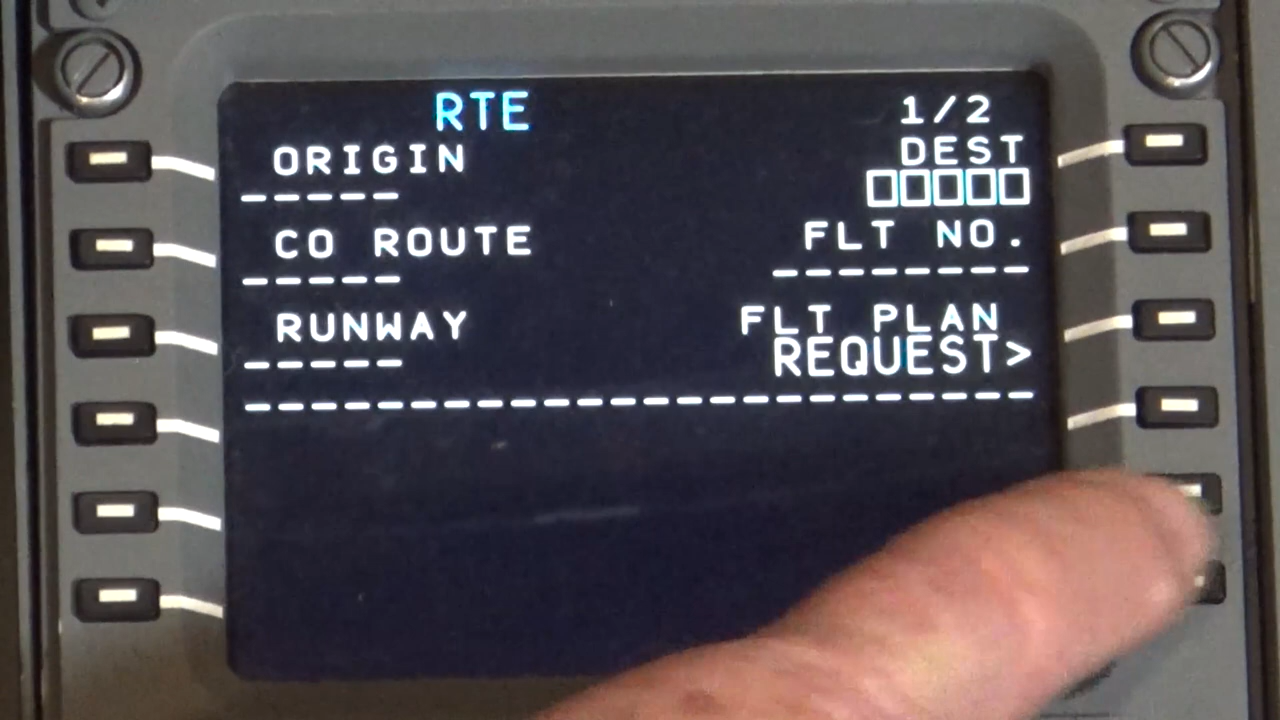 RTE 1/2
ORIGIN DEST
----- □□□□□
CO ROUTE FLT NO.
----- --------
RUNWAY FLT PLAN
----- REQUEST>
------------------------